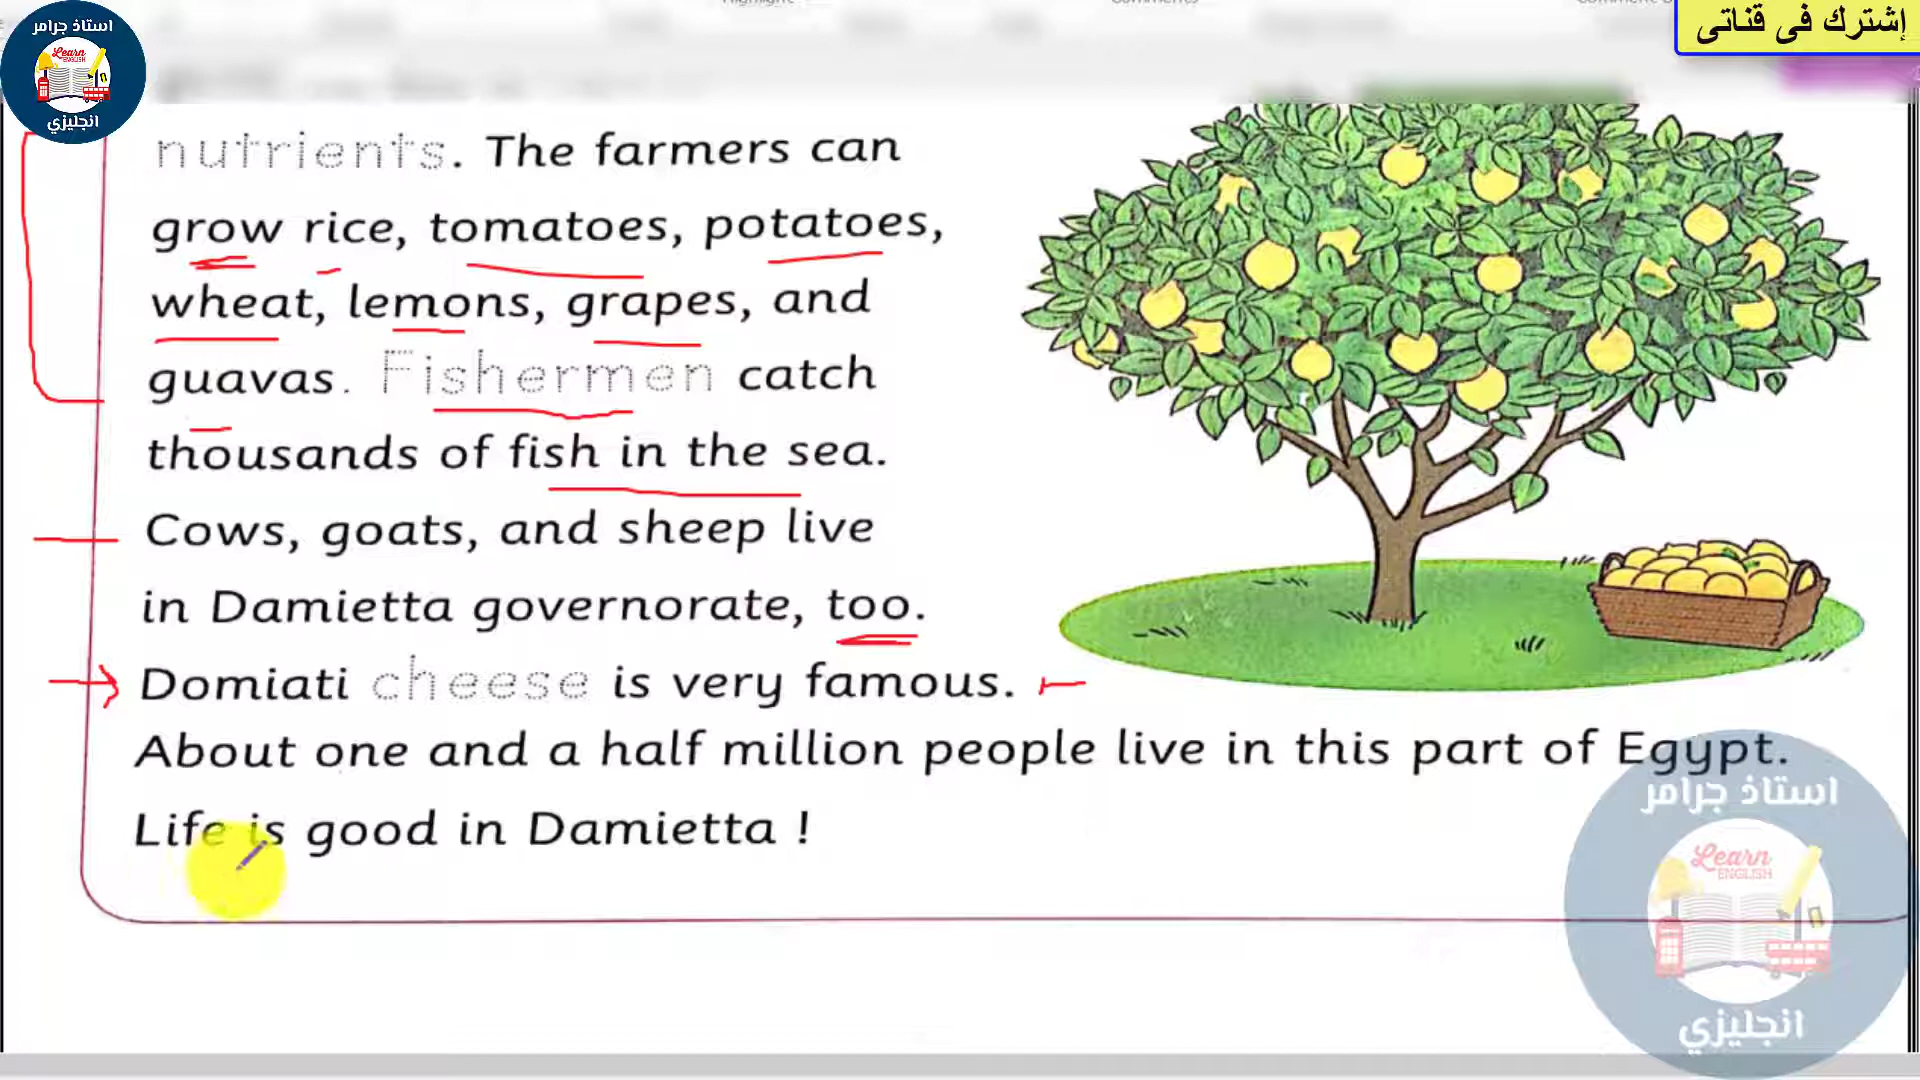 استاذ جرامر
Learn
ENGLISH
انجليزي
إشترك فى قناتى
nutrients. The farmers can
grow rice, tomatoes, potatoes,
wheat, lemons, grapes, and
guavas. Fishermen catch
thousands of fish in the sea.
Cows, goats, and sheep live
in Damietta governorate, too.
Domiati cheese is very famous.
About one and a half million people live in this part of Egypt.
Life is good in Damietta !
استاذ جرامر
Learn
ENGLISH
انجليزي